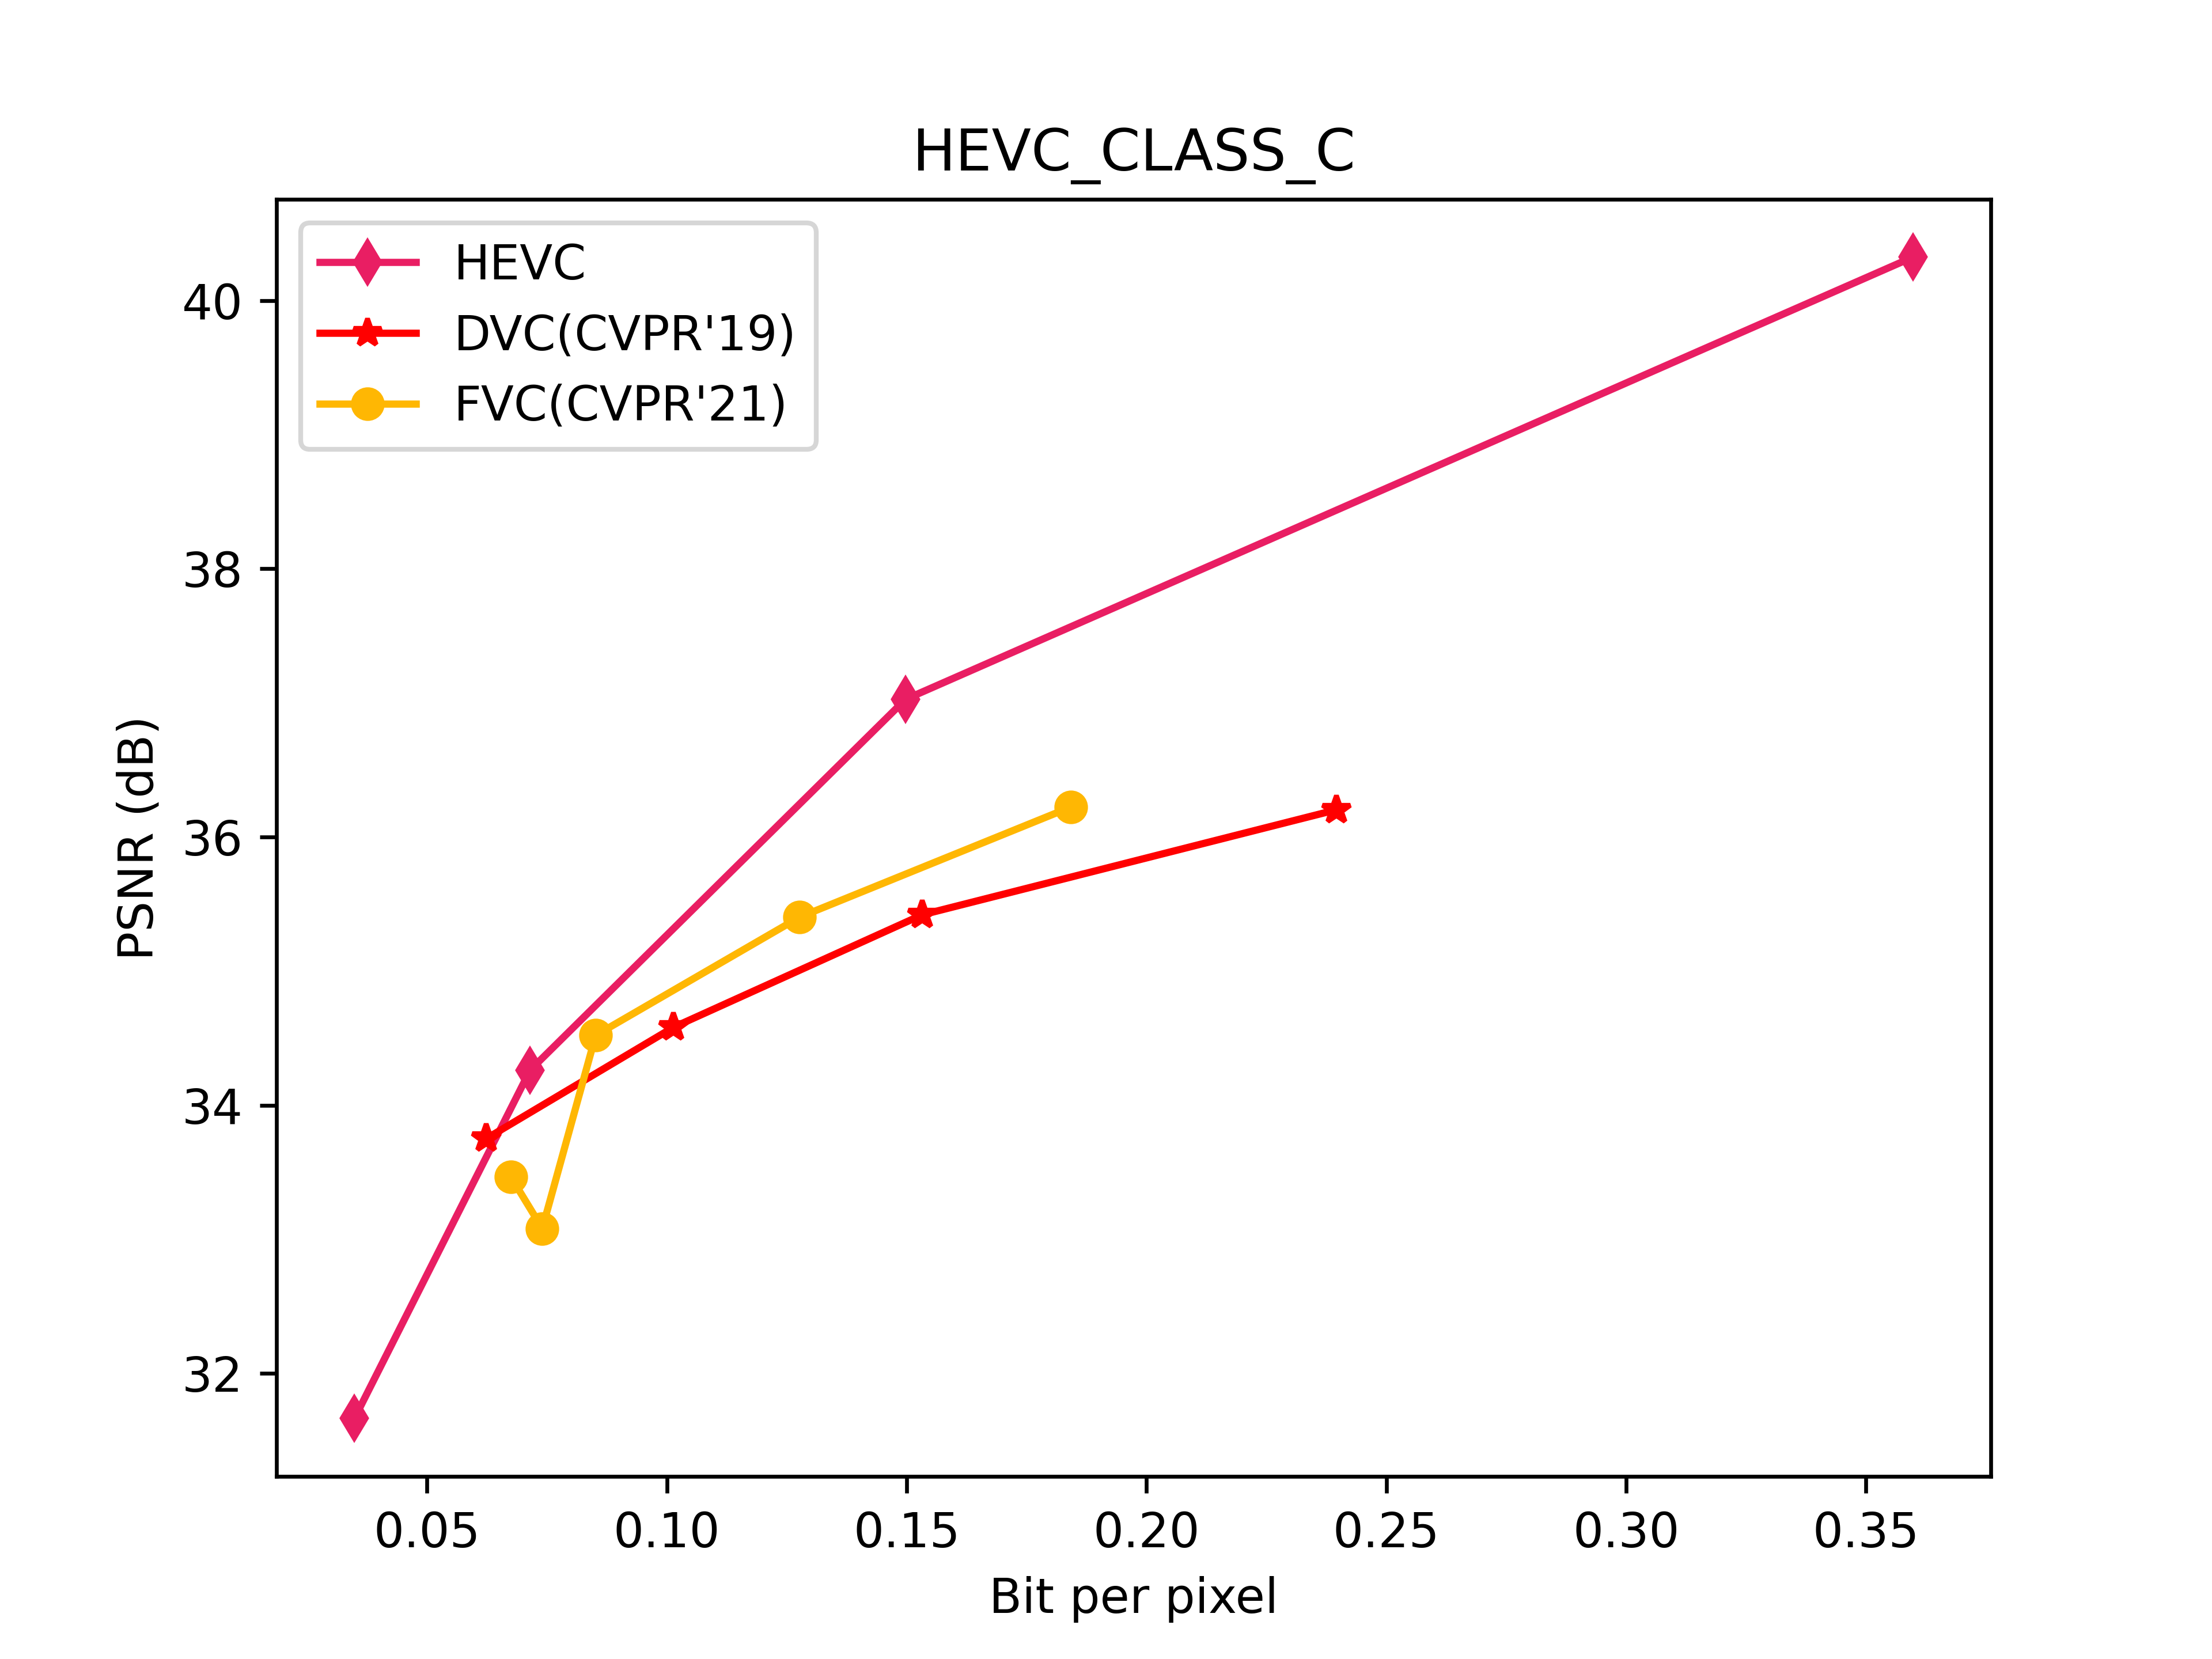 HEVC_CLASS_C
HEVC
DVC(CVPR'19)
FVC(CVPR'21)
40
38
36
34
32
PSNR (dB)
0.05 0.10 0.15 0.20 0.25 0.30 0.35
Bit per pixel